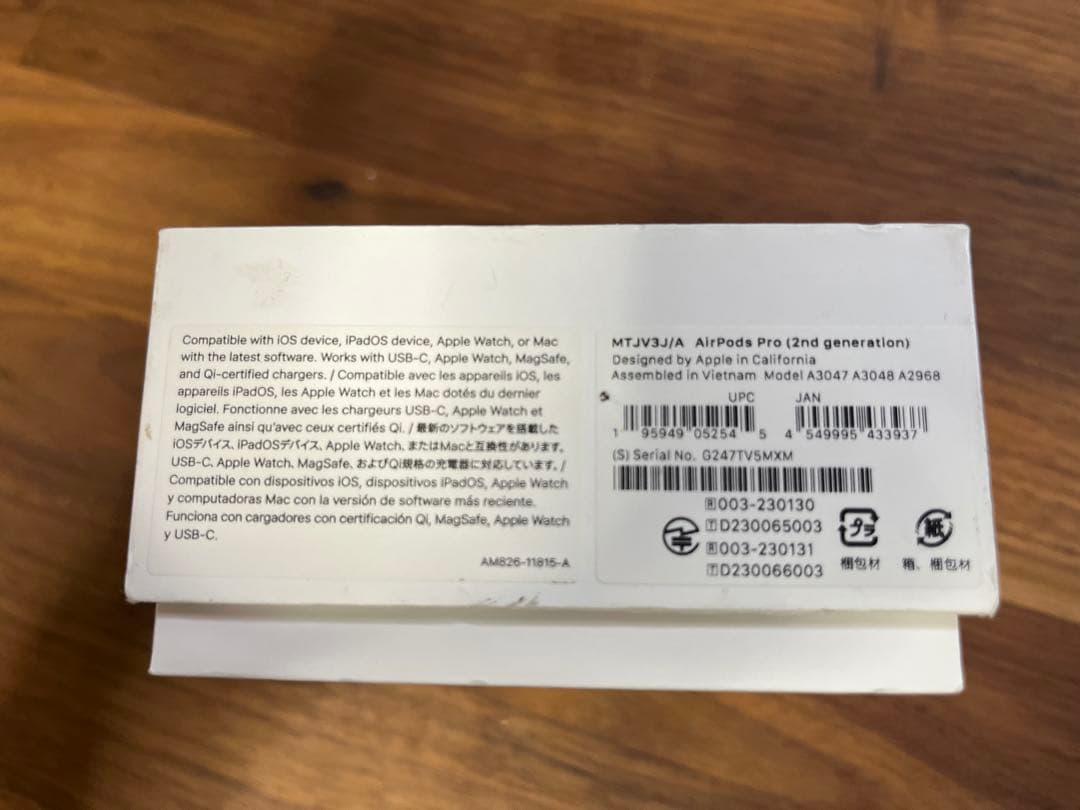 Compatible with iOS device, iPadOS device, Apple Watch, or Mac
with the latest software. Works with USB-C, Apple Watch, MagSafe,
and Qi-certified chargers. / Compatible avec les appareils iOS, les
appareils iPadOS, les Apple Watch et les Mac dotés du dernier
logiciel. Fonctionne avec les chargeurs USB-C, Apple Watch et
MagSafe ainsi qu'avec ceux certifiés Qi. / 最新のソフトウェアを搭載した
iOSデバイス、iPadOSデバイス、Apple Watch、またはMacと互換性があります。
USB-C、Apple Watch、MagSafe、およびQi規格の充電器に対応しています。/
Compatible con dispositivos iOS, dispositivos iPadOS, Apple Watch
y computadoras Mac con la versión de software más reciente.
Funciona con cargadores con certificación Qi, MagSafe, Apple Watch
y USB-C.
AM826-11815-A
MTJV3J/A AirPods Pro (2nd generation)
Designed by Apple in California
Assembled in Vietnam Model A3047 A3048 A2968
UPC JAN
1 95949 05254 5 4 549995 433937
(S) Serial No. G247TV5MXM
R 003-230130
T D230065003
R 003-230131
T D230066003
プラ
梱包材
紙
箱、梱包材